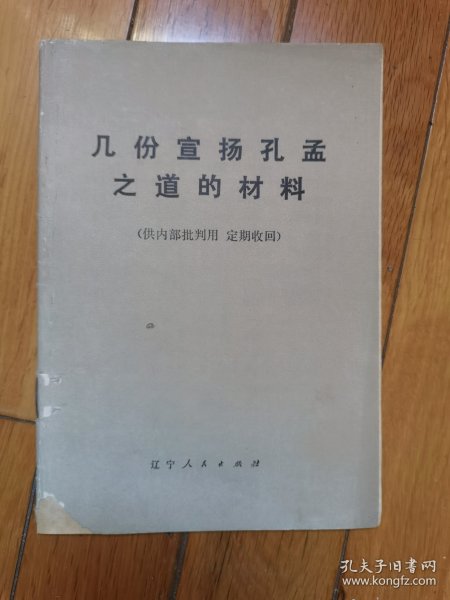 几份宣扬孔孟
之道的材料
（供内部批判用 定期收回）
辽宁人民出版社
孔夫子旧书网
www.kongfz.com